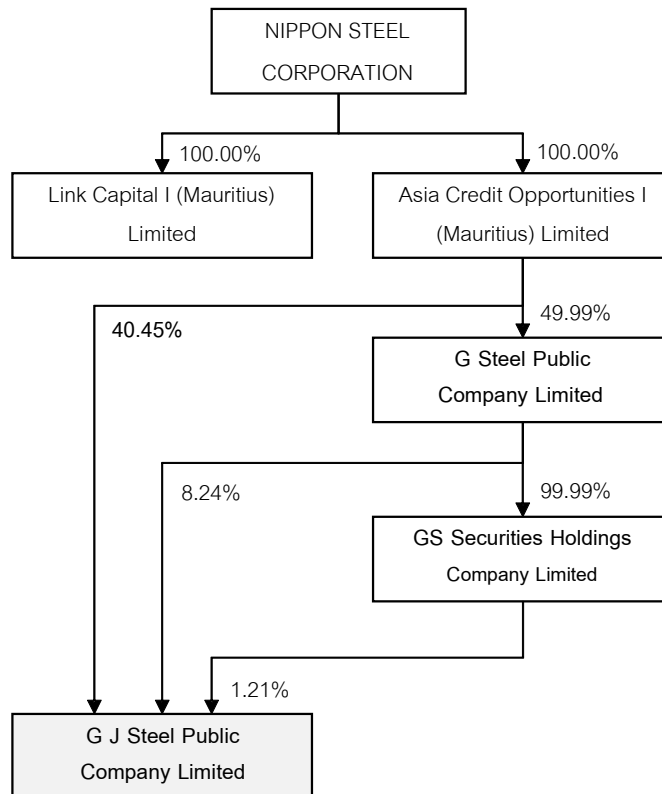 NIPPON STEEL
CORPORATION
100.00%
100.00%
Link Capital I (Mauritius)
Limited
Asia Credit Opportunities I
(Mauritius) Limited
40.45%
49.99%
G Steel Public
Company Limited
8.24%
99.99%
GS Securities Holdings
Company Limited
1.21%
G J Steel Public
Company Limited